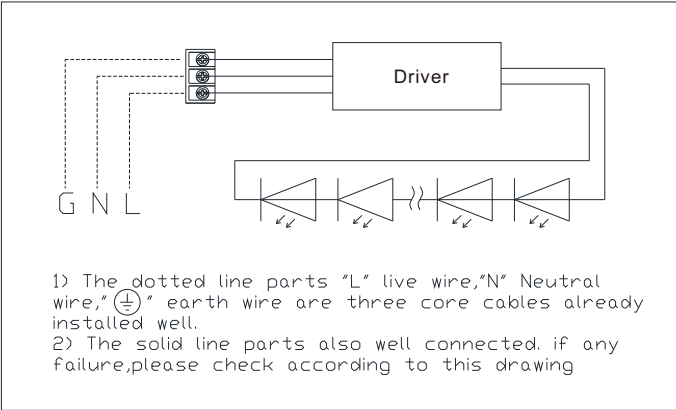 Driver
G N L
1) The dotted line parts "L" live wire,"N" Neutral
wire,"⏚" earth wire are three core cables already
installed well.
2) The solid line parts also well connected. if any
failure,please check according to this drawing